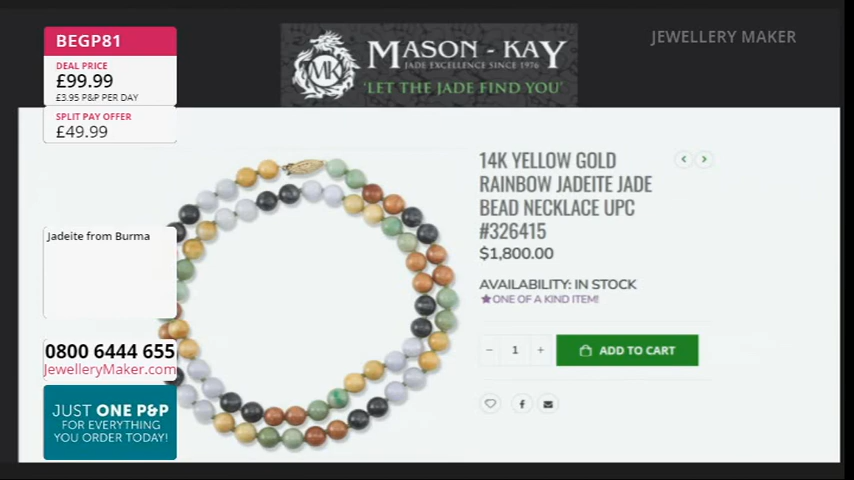 BEGP81
DEAL PRICE
£99.99
£3.95 P&P PER DAY
SPLIT PAY OFFER
£49.99
Jadeite from Burma
0800 6444 655
JewelleryMaker.com
JUST ONE P&P
FOR EVERYTHING
YOU ORDER TODAY!
MK
MASON - KAY
JADE EXCELLENCE SINCE 1976
'LET THE JADE FIND YOU'
JEWELLERY MAKER
14K YELLOW GOLD
RAINBOW JADEITE JADE
BEAD NECKLACE UPC
#326415
$1,800.00
AVAILABILITY: IN STOCK
★ONE OF A KIND ITEM!
− 1 +
ADD TO CART